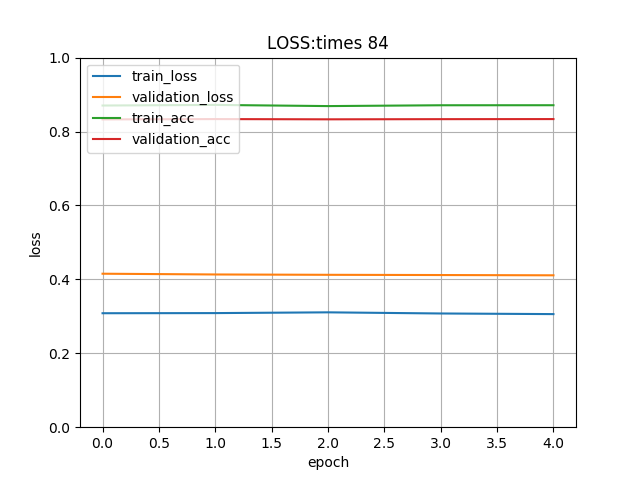 LOSS:times 84
train_loss
validation_loss
train_acc
validation_acc
loss
1.0
0.8
0.6
0.4
0.2
0.0
0.0 0.5 1.0 1.5 2.0 2.5 3.0 3.5 4.0
epoch